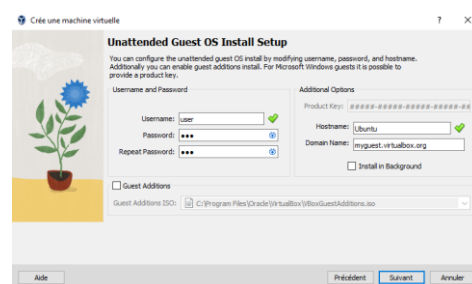 Crée une machine virtuelle
? ×
Unattended Guest OS Install Setup
You can configure the unattended guest OS install by modifying username, password, and hostname.
Additionally you can enable guest additions install. For Microsoft Windows guests it is possible to
provide a product key.
Username and Password
Username: user
Password: •••
Repeat Password: •••
Additional Options
Product Key: #####-#####-#####-#####-##
Hostname: Ubuntu
Domain Name: myguest.virtualbox.org
Install in Background
Guest Additions
Guest Additions ISO: C:\Program Files\Oracle\VirtualBox\VBoxGuestAdditions.iso
Aide
Précédent Suivant Annuler